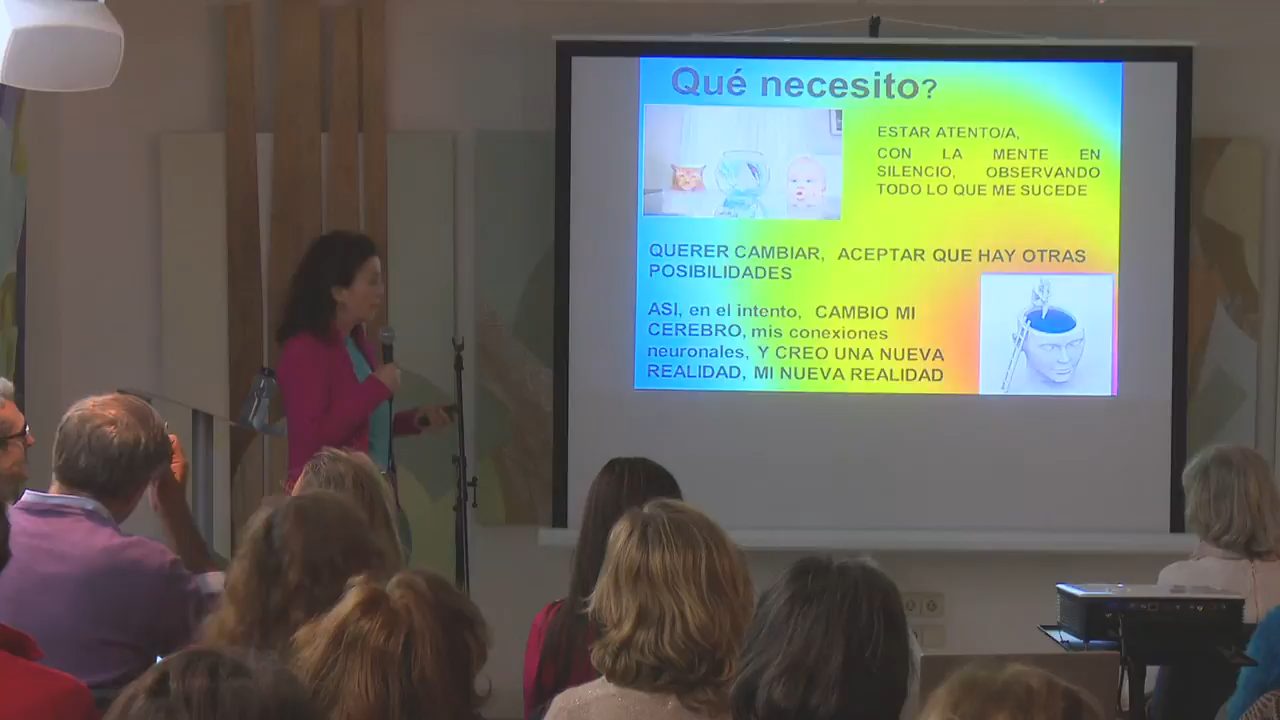 Qué necesito?
ESTAR ATENTO/A,
CON LA MENTE EN
SILENCIO, OBSERVANDO
TODO LO QUE ME SUCEDE
QUERER CAMBIAR, ACEPTAR QUE HAY OTRAS
POSIBILIDADES
ASI, en el intento, CAMBIO MI
CEREBRO, mis conexiones
neuronales, Y CREO UNA NUEVA
REALIDAD, MI NUEVA REALIDAD